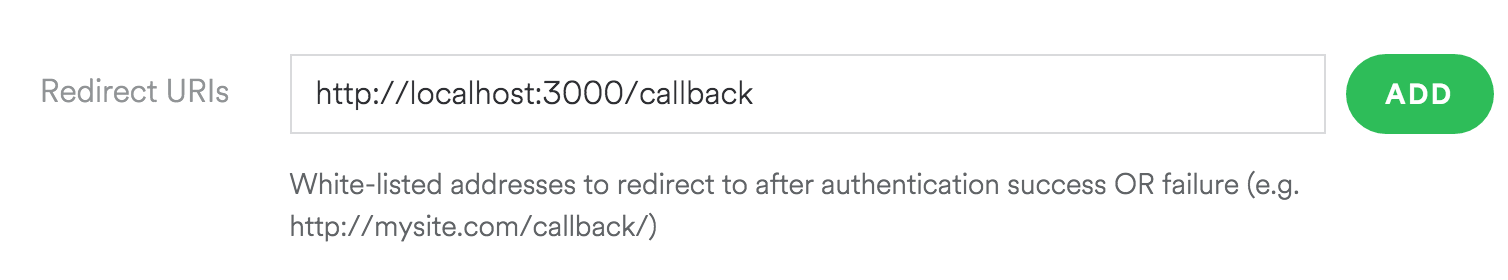 Redirect URIs
http://localhost:3000/callback
ADD
White-listed addresses to redirect to after authentication success OR failure (e.g.
http://mysite.com/callback/)